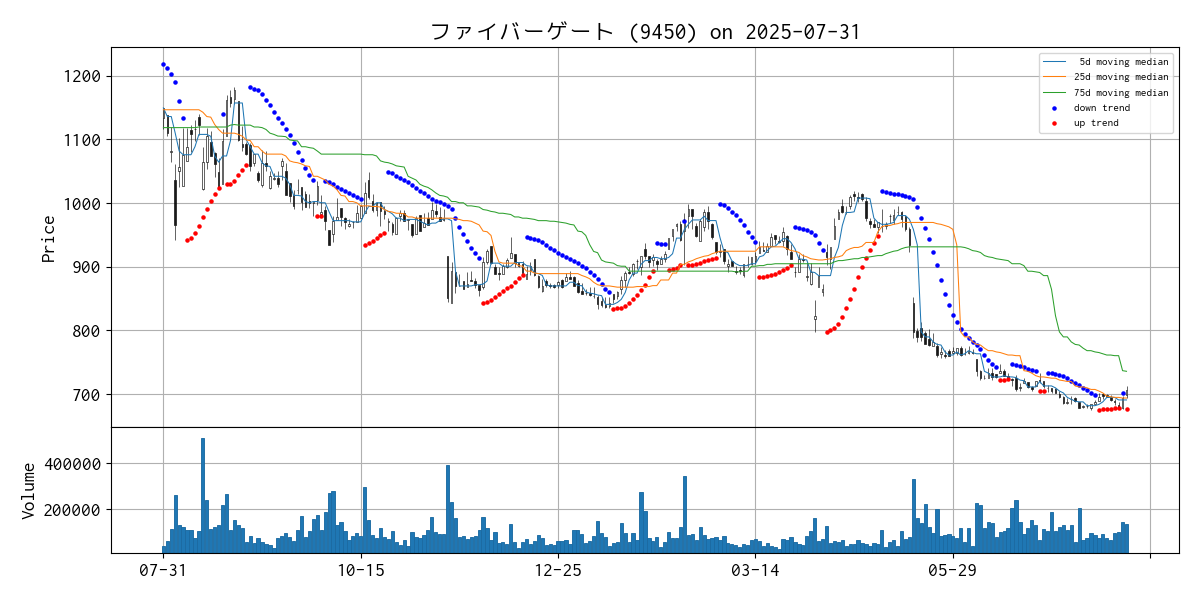 ファイバーゲート (9450) on 2025-07-31
5d moving median
25d moving median
75d moving median
down trend
up trend
Price
1200
1100
1000
900
800
700
Volume
400000
200000
07-31
10-15
12-25
03-14
05-29